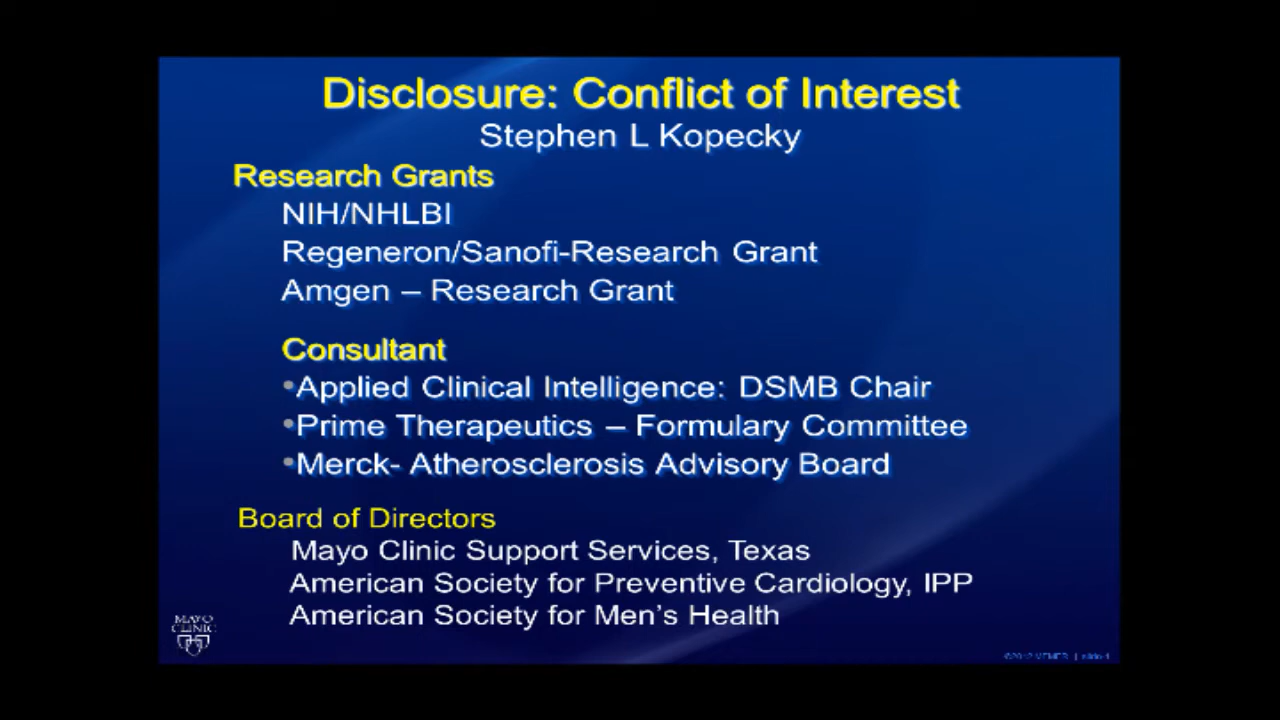 Disclosure: Conflict of Interest
Stephen L Kopecky
Research Grants
NIH/NHLBI
Regeneron/Sanofi-Research Grant
Amgen – Research Grant
Consultant
•Applied Clinical Intelligence: DSMB Chair
•Prime Therapeutics – Formulary Committee
•Merck- Atherosclerosis Advisory Board
Board of Directors
Mayo Clinic Support Services, Texas
American Society for Preventive Cardiology, IPP
American Society for Men’s Health
MAYO
CLINIC